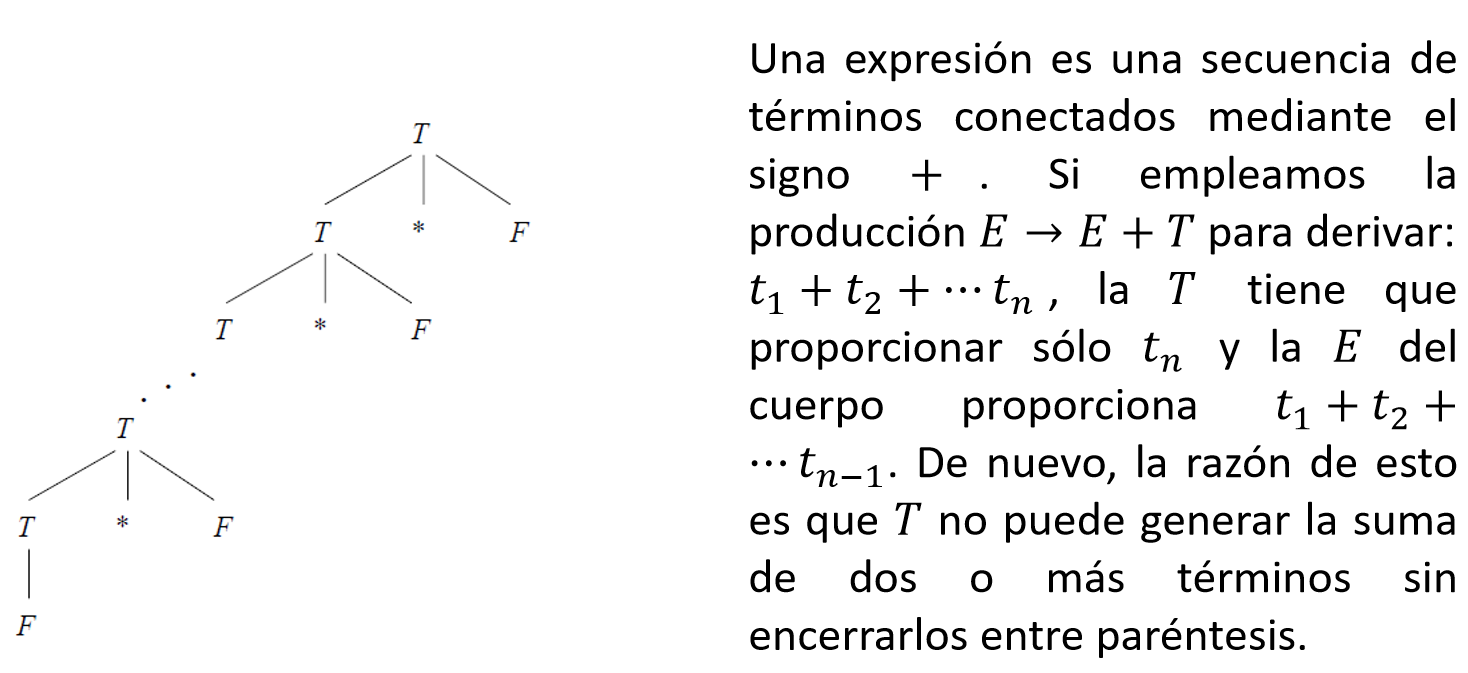 T
T * F
T * F
. . .
T
T * F
F
Una expresión es una secuencia de
términos conectados mediante el
signo + . Si empleamos la
producción E → E + T para derivar:
t₁ + t₂ + ⋯ tₙ , la T tiene que
proporcionar sólo tₙ y la E del
cuerpo proporciona t₁ + t₂ +
⋯ tₙ₋₁. De nuevo, la razón de esto
es que T no puede generar la suma
de dos o más términos sin
encerrarlos entre paréntesis.